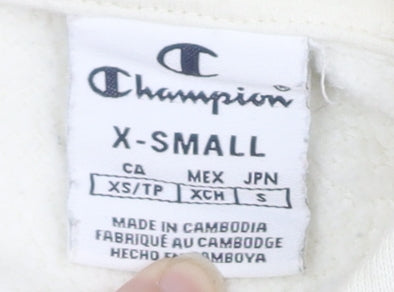 Champion
X-SMALL
CA MEX JPN
XS/TP XCH S
MADE IN CAMBODIA
FABRIQUÉ AU CAMBODGE
HECHO